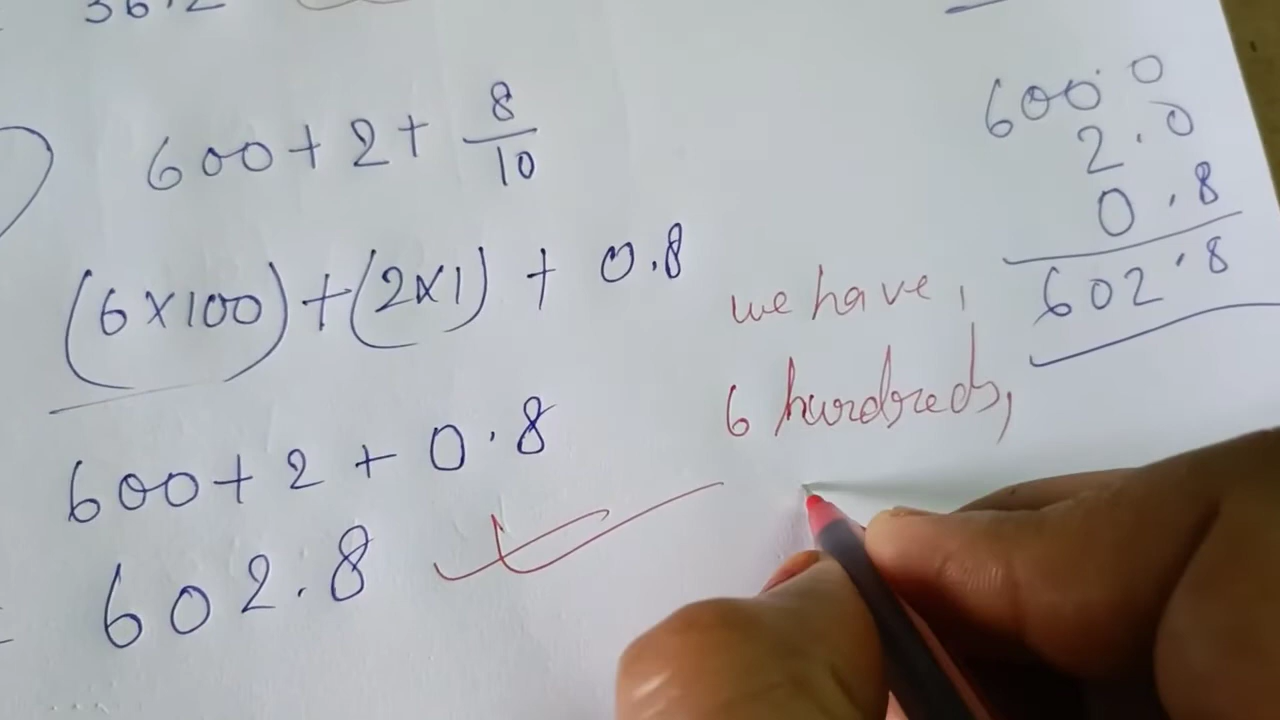 600 + 2 + 8/10
(6×100) + (2×1) + 0.8
600 + 2 + 0.8
602.8
600.0
2.0
0.8
602.8
we have,
6 hundreds,